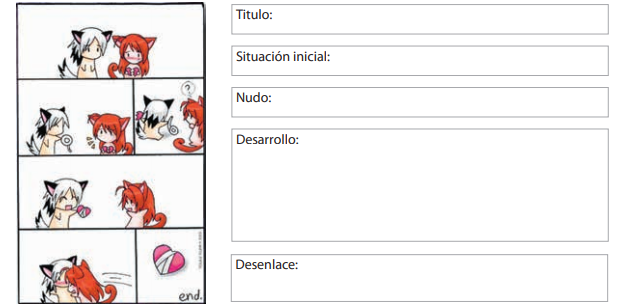 ?
end.
Titulo:
Situación inicial:
Nudo:
Desarrollo:
Desenlace: